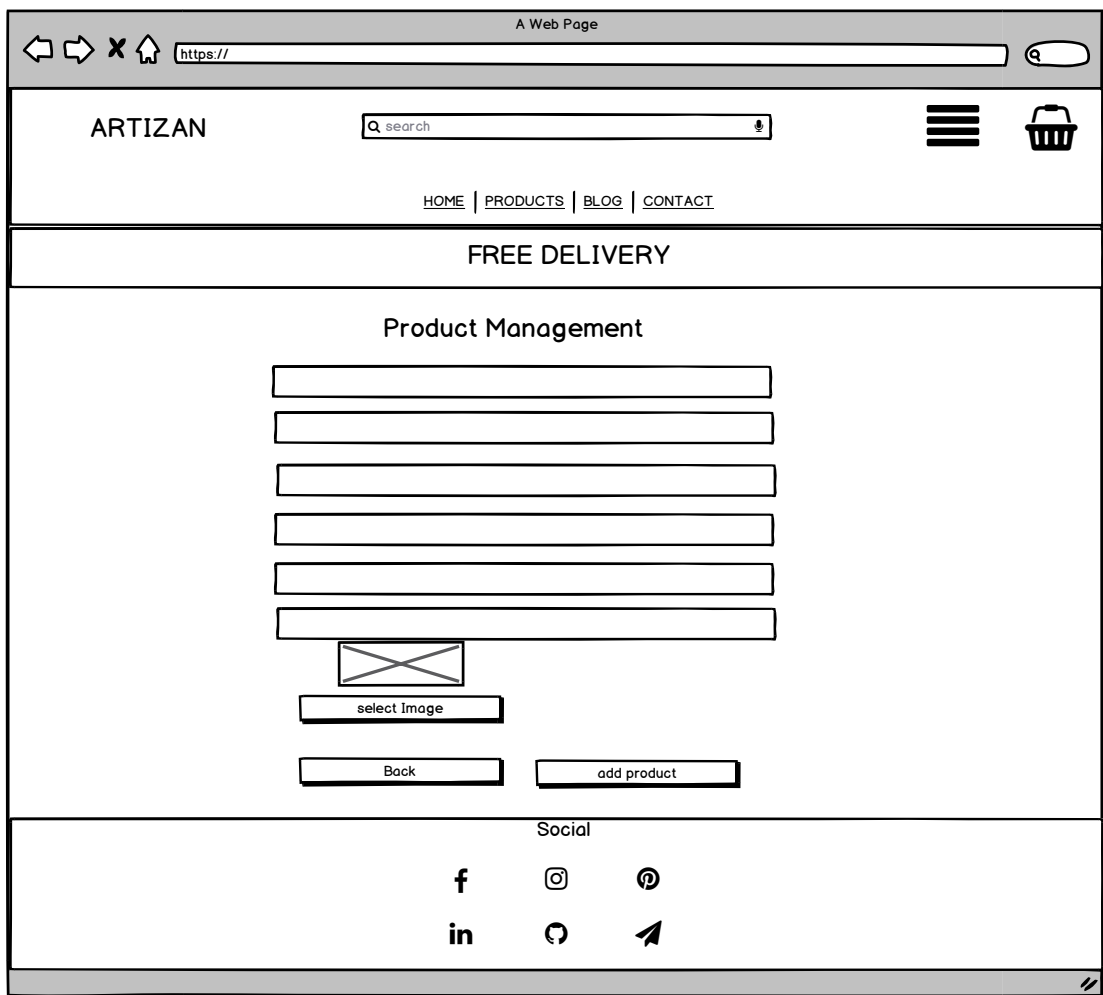 A Web Page
https://
ARTIZAN
search
HOME | PRODUCTS | BLOG | CONTACT
FREE DELIVERY
Product Management
select Image
Back
add product
Social